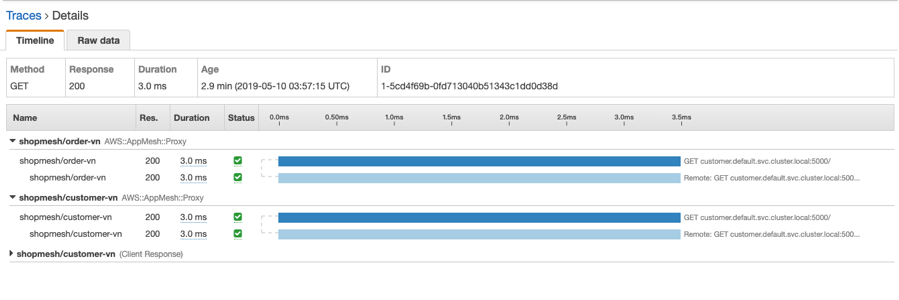 Traces > Details
Timeline Raw data
Method Response Duration Age ID
GET 200 3.0 ms 2.9 min (2019-05-10 03:57:15 UTC) 1-5cd4f69b-0fd713040b51343c1dd0d38d
Name Res. Duration Status 0.0ms 0.50ms 1.0ms 1.5ms 2.0ms 2.5ms 3.0ms 3.5ms
shopmesh/order-vn AWS::AppMesh::Proxy
shopmesh/order-vn 200 3.0 ms GET customer.default.svc.cluster.local:5000/
shopmesh/order-vn 200 3.0 ms Remote: GET customer.default.svc.cluster.local:500...
shopmesh/customer-vn AWS::AppMesh::Proxy
shopmesh/customer-vn 200 3.0 ms GET customer.default.svc.cluster.local:5000/
shopmesh/customer-vn 200 3.0 ms Remote: GET customer.default.svc.cluster.local:500...
shopmesh/customer-vn (Client Response)